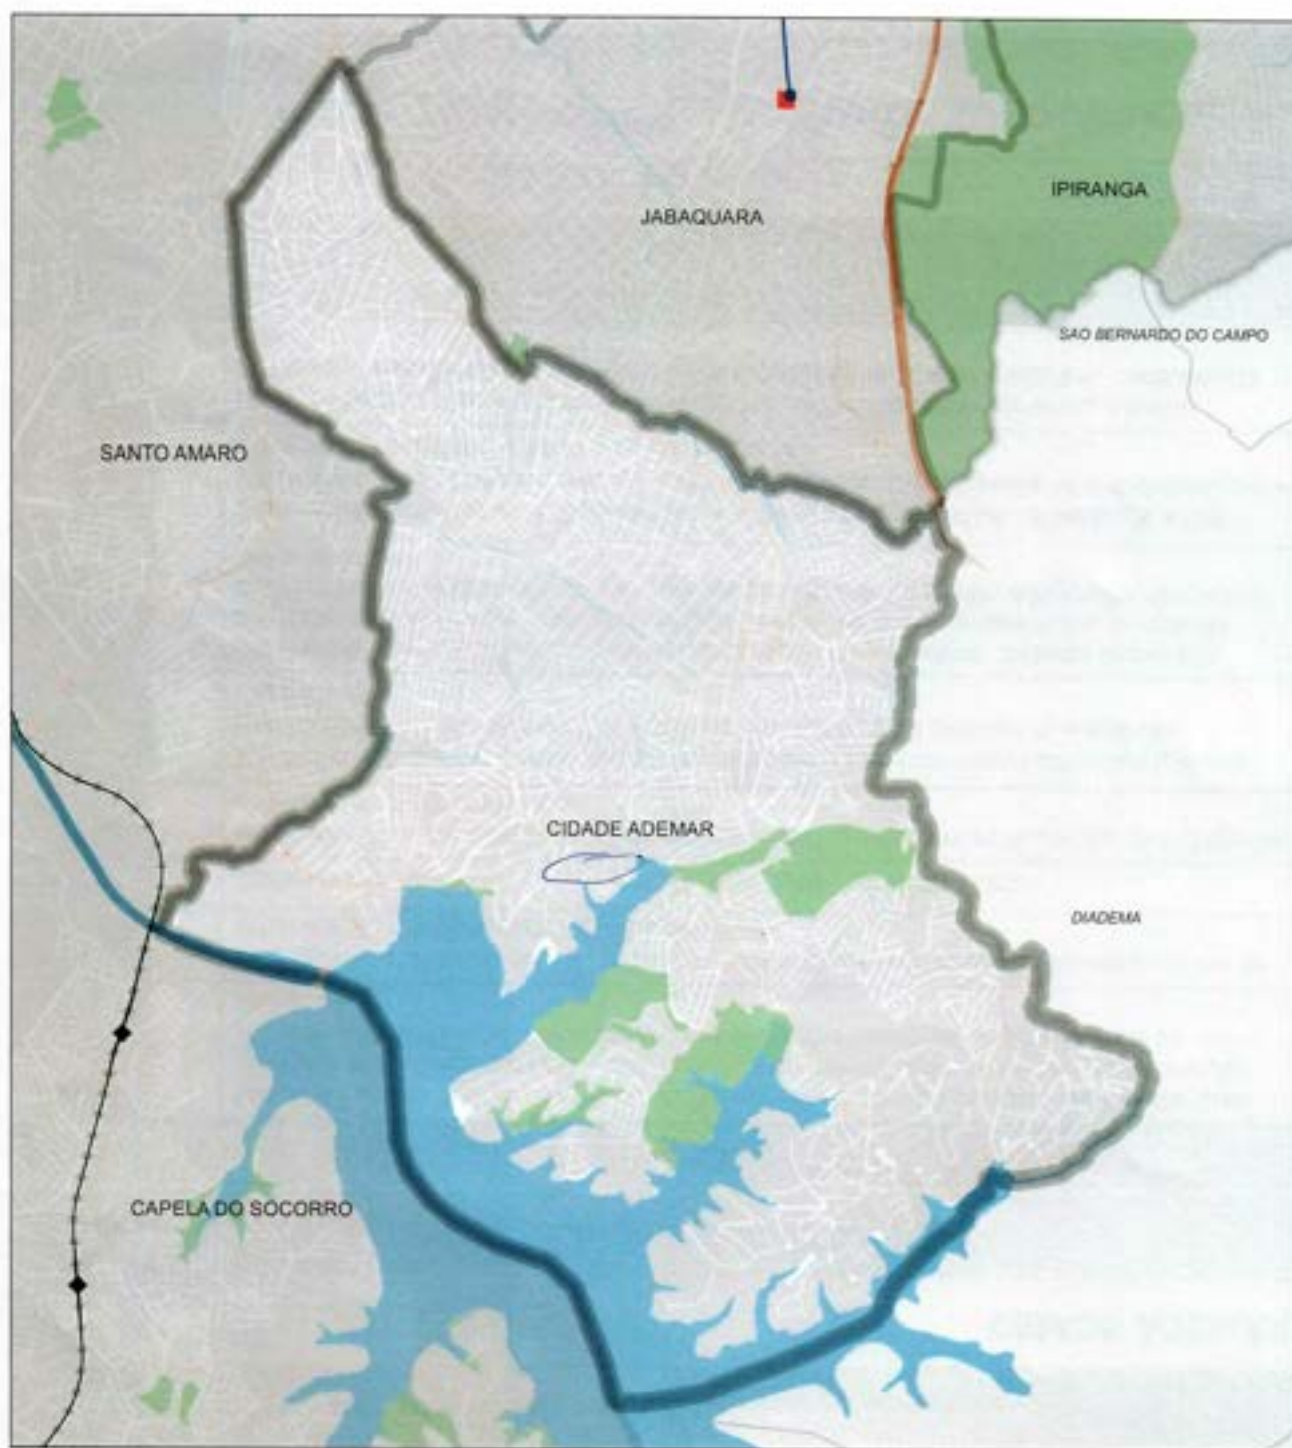 JABAQUARA
IPIRANGA
SAO BERNARDO DO CAMPO
SANTO AMARO
CIDADE ADEMAR
DIADEMA
CAPELA DO SOCORRO